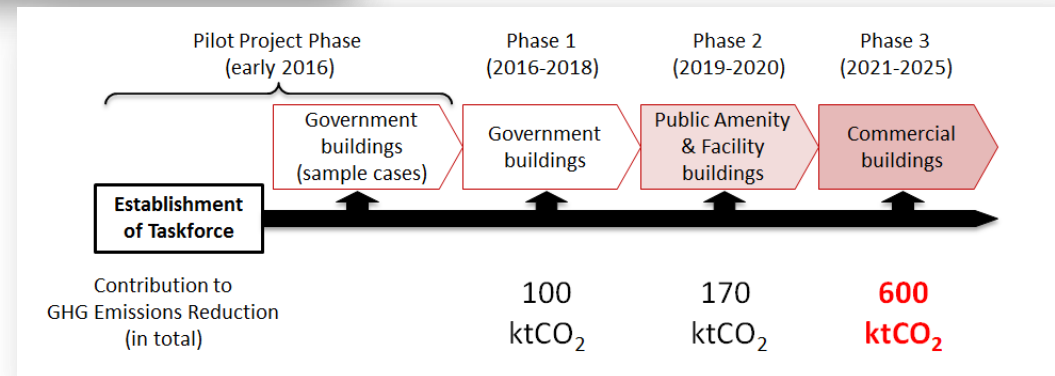 Pilot Project Phase
(early 2016)
Phase 1
(2016-2018)
Phase 2
(2019-2020)
Phase 3
(2021-2025)
Government
buildings
(sample cases)
Government
buildings
Public Amenity
& Facility
buildings
Commercial
buildings
Establishment
of Taskforce
Contribution to
GHG Emissions Reduction
(in total)
100
ktCO₂
170
ktCO₂
600
ktCO₂